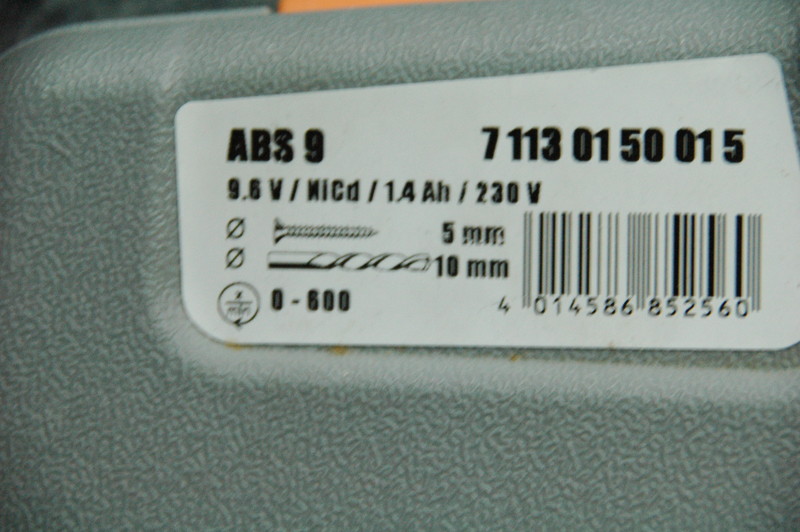 ABS 9 7 113 01 50 01 5
9.6 V / NiCd / 1.4 Ah / 230 V
Ø 5 mm
Ø 10 mm
x/min 0 - 600
4 014586 852560